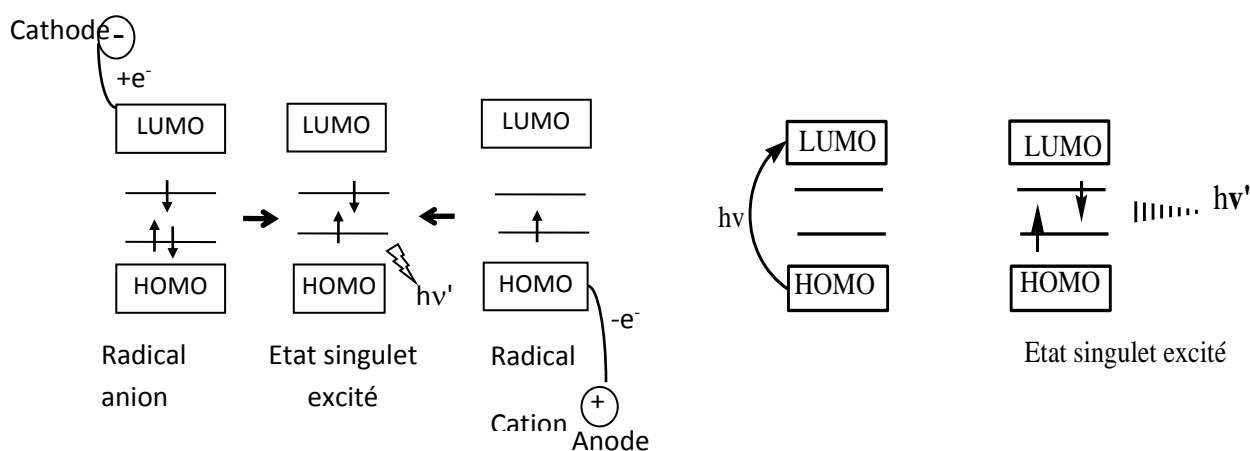 Cathode
-
+e-
LUMO
LUMO
LUMO
LUMO
LUMO
hν
hν'
HOMO
HOMO
HOMO
HOMO
HOMO
hν'
-e-
Radical
anion
Etat singulet
excité
Radical
Cation
+
Anode
Etat singulet excité